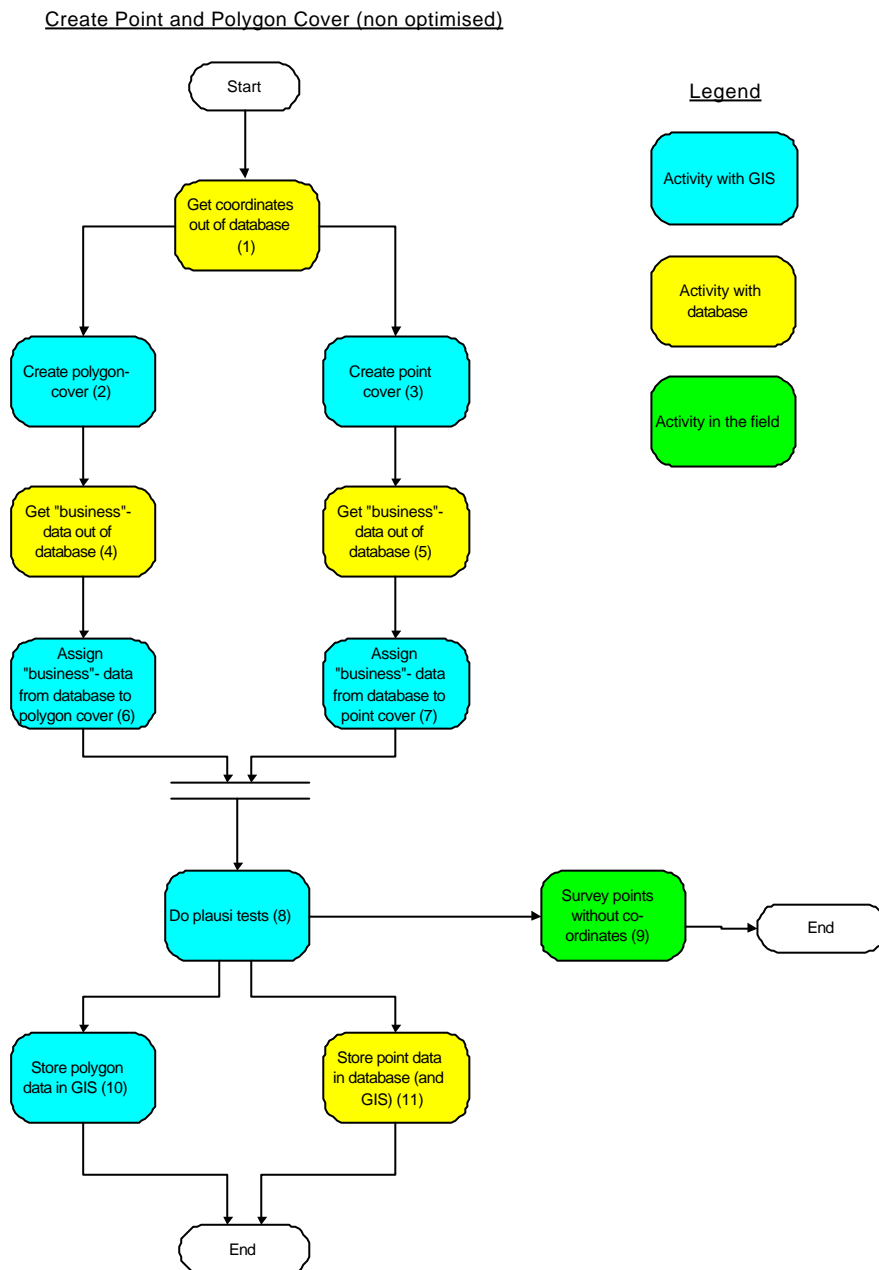 Create Point and Polygon Cover (non optimised)
Start
Legend
Activity with GIS
Get coordinates
out of database
(1)
Activity with
database
Create polygon-
cover (2)
Create point
cover (3)
Activity in the field
Get "business"-
data out of
database (4)
Get "business"-
data out of
database (5)
Assign
"business"- data
from database to
polygon cover (6)
Assign
"business"- data
from database to
point cover (7)
Do plausi tests (8)
Survey points
without co-
ordinates (9)
End
Store polygon
data in GIS (10)
Store point data
in database (and
GIS) (11)
End